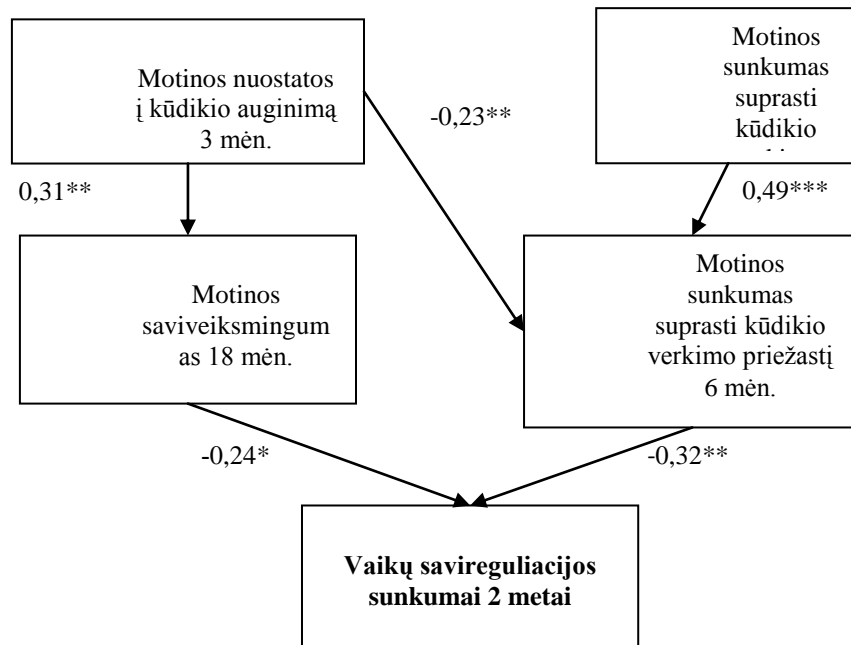 Motinos nuostatos
į kūdikio auginimą
3 mėn.
Motinos
sunkumas
suprasti
kūdikio
-0,23**
0,31**
0,49***
Motinos
saviveiksmingum
as 18 mėn.
Motinos
sunkumas
suprasti kūdikio
verkimo priežastį
6 mėn.
-0,24*
-0,32**
Vaikų savireguliacijos
sunkumai 2 metai